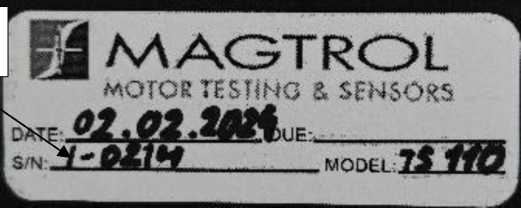 MAGTROL
MOTOR TESTING & SENSORS
DATE: 02.02.2024 DUE:
S/N: 1-0214 MODEL: TS 110